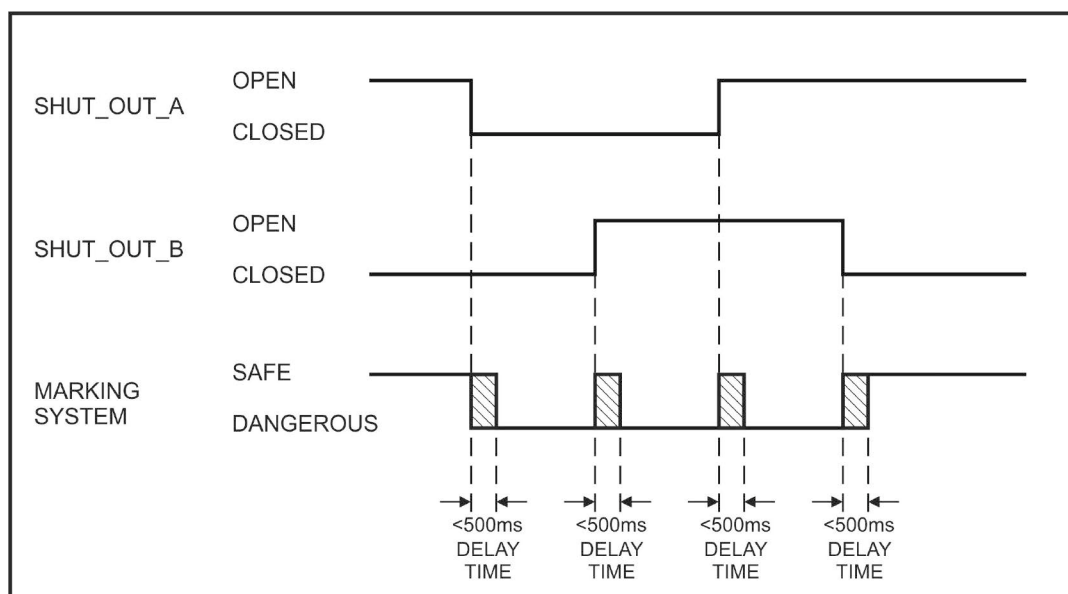 OPEN
SHUT_OUT_A
CLOSED
OPEN
SHUT_OUT_B
CLOSED
SAFE
MARKING
SYSTEM
DANGEROUS
<500ms <500ms <500ms <500ms
DELAY DELAY DELAY DELAY
TIME TIME TIME TIME